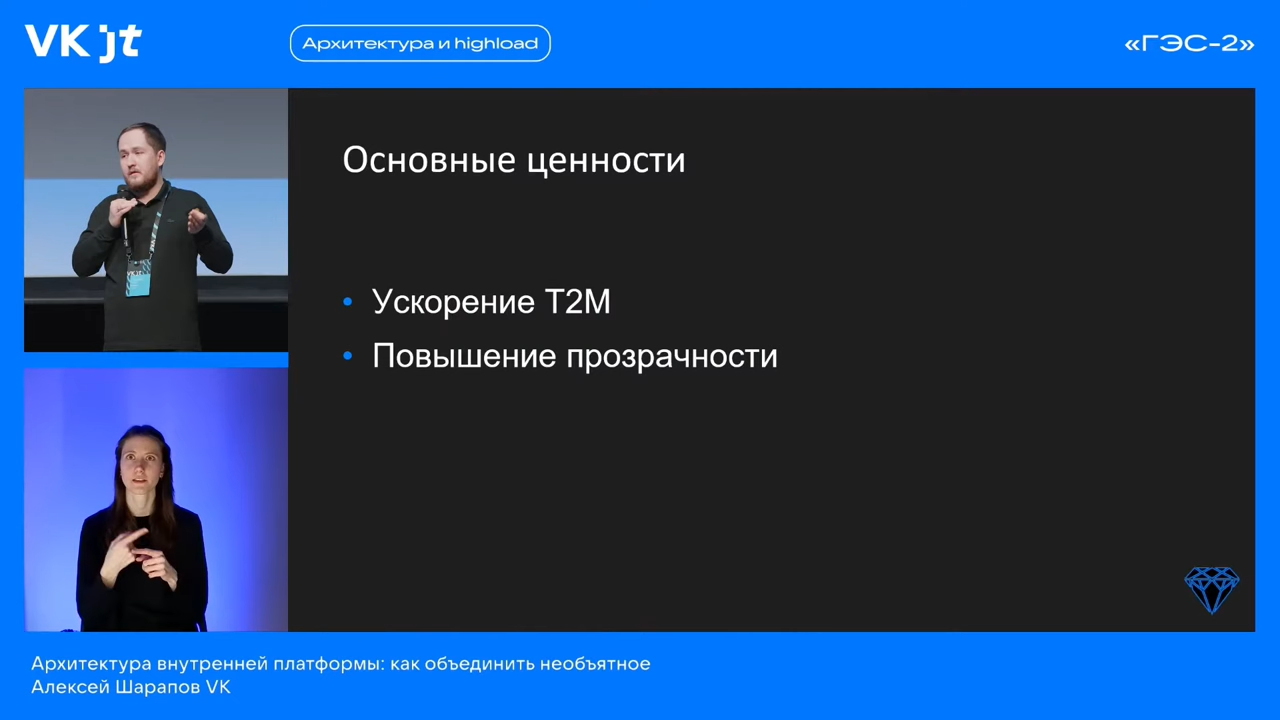 VK jt
Архитектура и highload
«ГЭС-2»
Основные ценности
• Ускорение T2M
• Повышение прозрачности
Архитектура внутренней платформы: как объединить необъятное
Алексей Шарапов VK